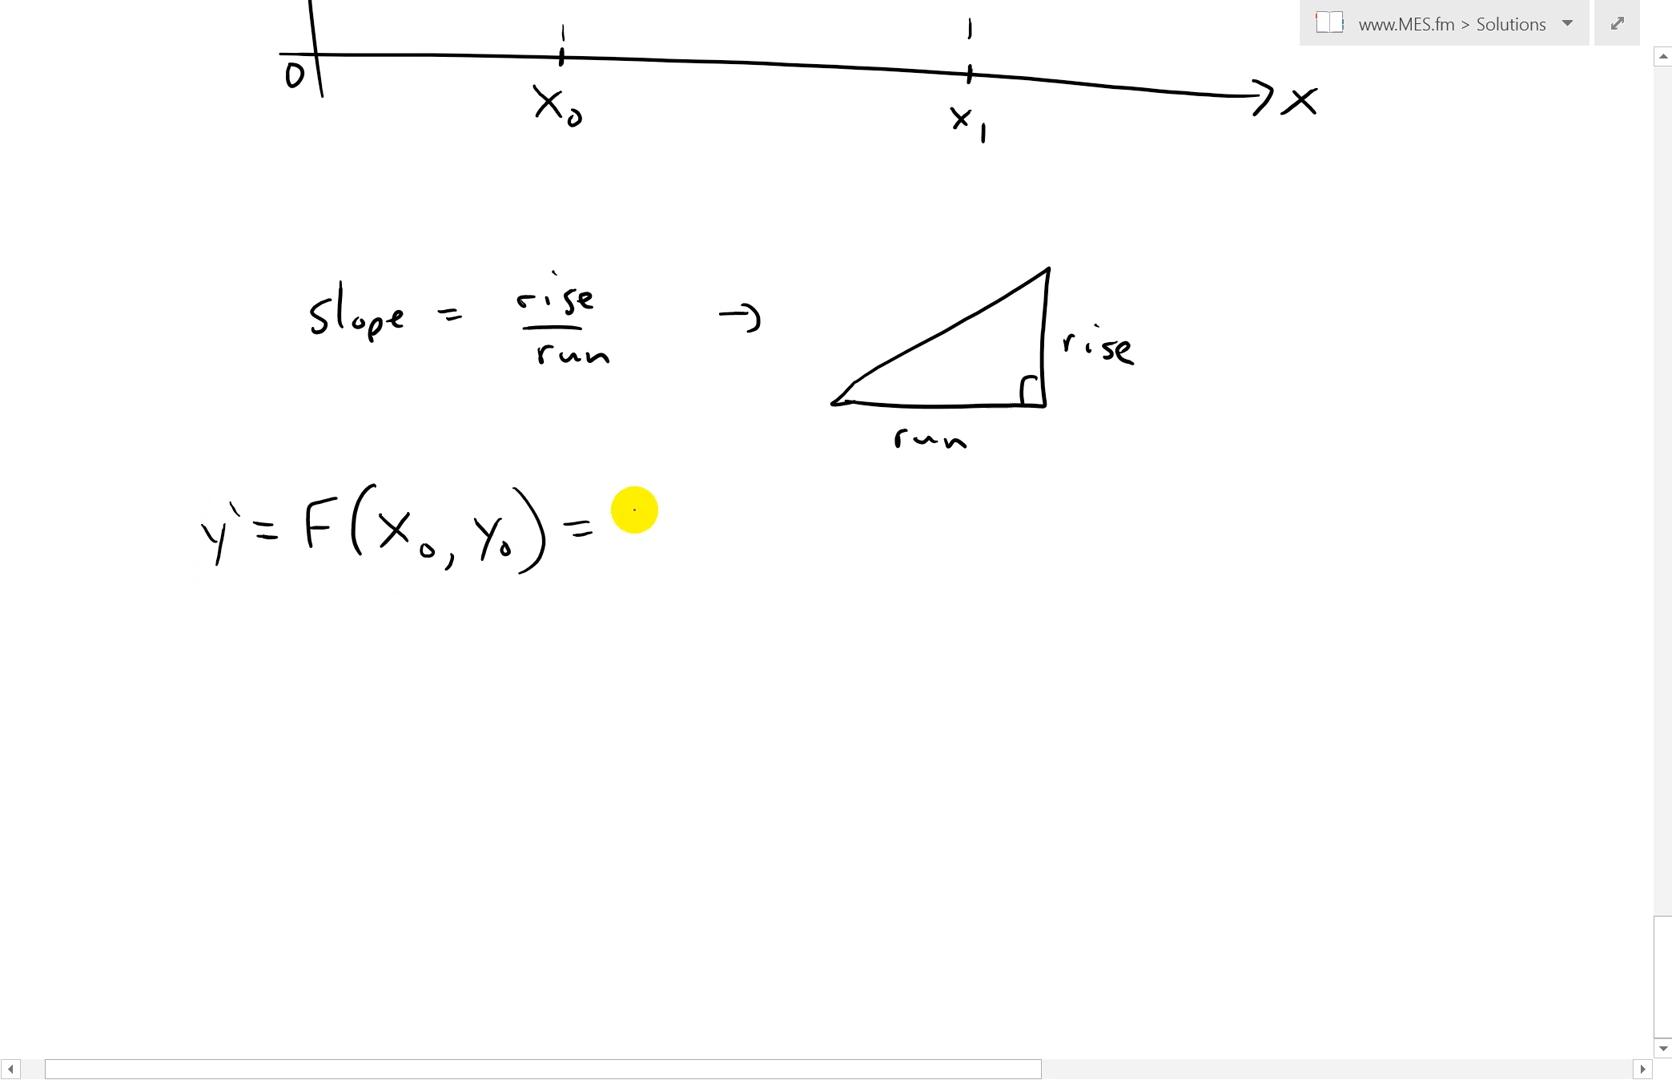 www.MES.fm > Solutions
0
x₀
x₁
x
slope = rise/run →
rise
run
y' = F(x₀, y₀) =